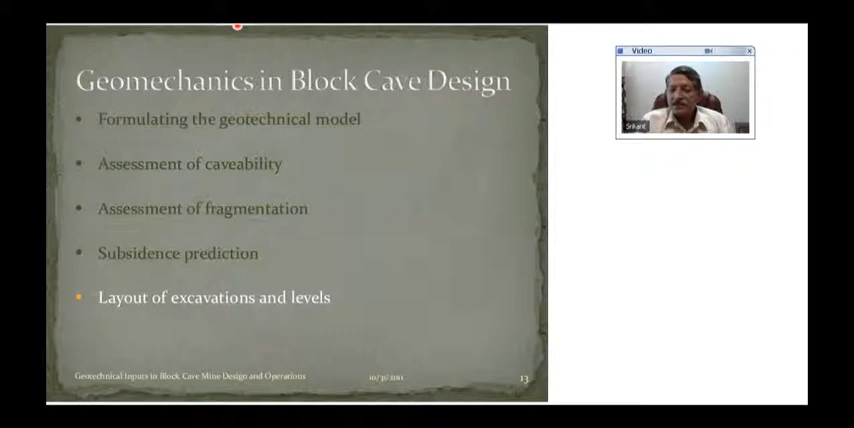 Geomechanics in Block Cave Design
• Formulating the geotechnical model
• Assessment of caveability
• Assessment of fragmentation
• Subsidence prediction
• Layout of excavations and levels
Geotechnical Inputs in Block Cave Mine Design and Operations
13
Video
Srikant